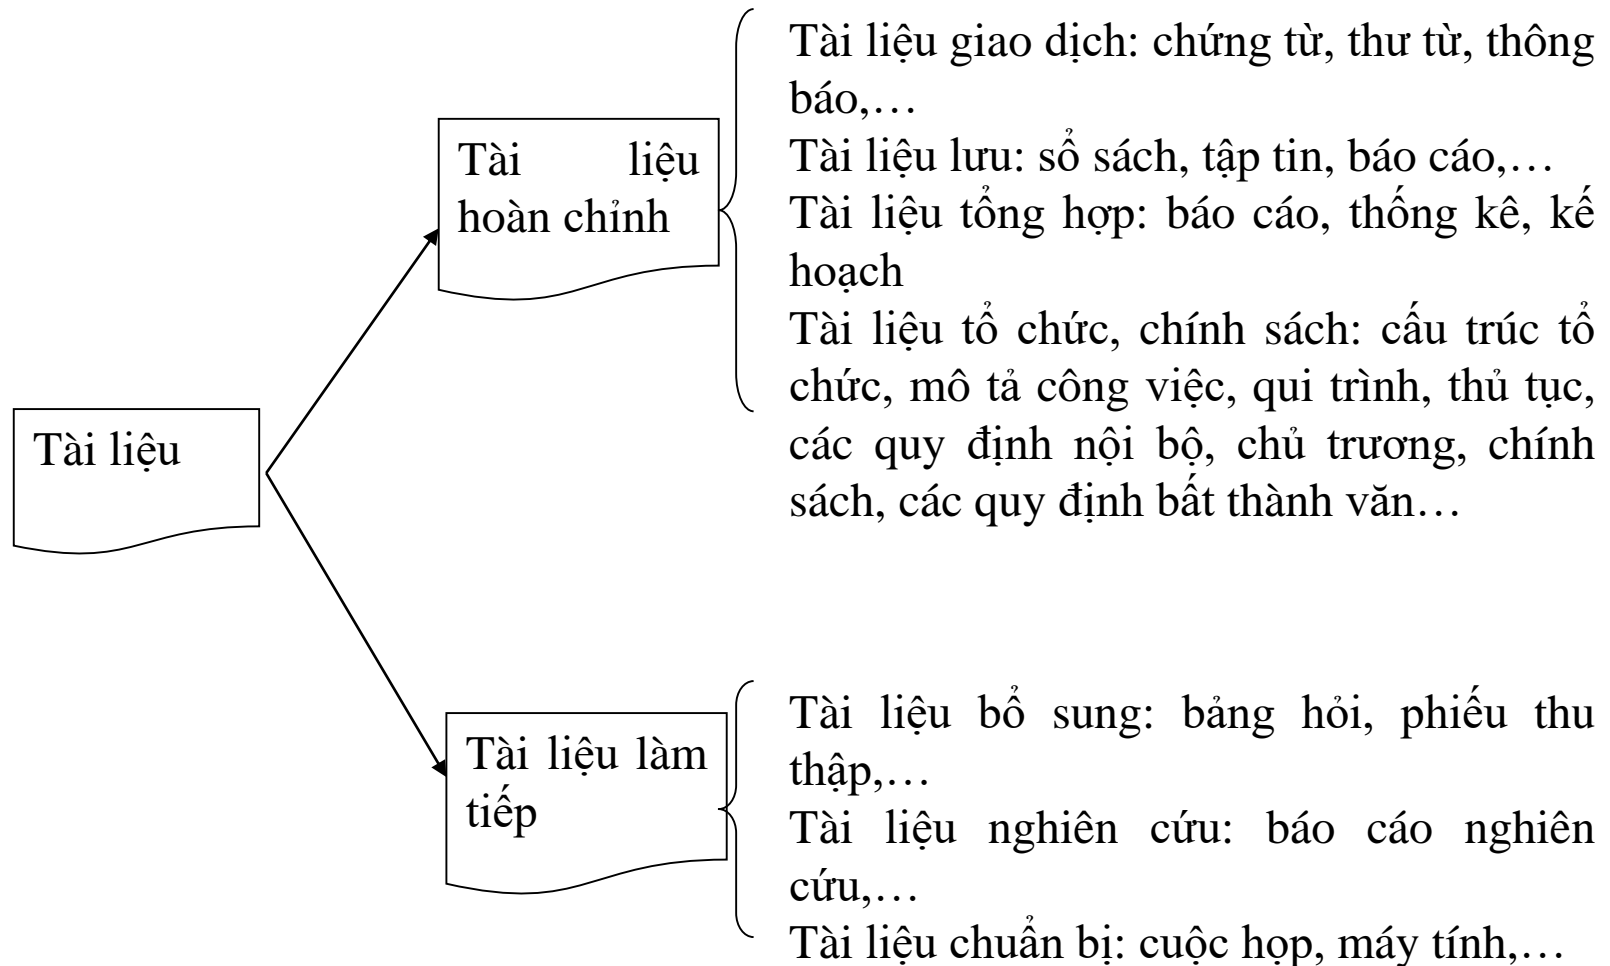 Tài liệu
Tài liệu
hoàn chỉnh
Tài liệu giao dịch: chứng từ, thư từ, thông
báo,…
Tài liệu lưu: sổ sách, tập tin, báo cáo,…
Tài liệu tổng hợp: báo cáo, thống kê, kế
hoạch
Tài liệu tổ chức, chính sách: cấu trúc tổ
chức, mô tả công việc, qui trình, thủ tục,
các quy định nội bộ, chủ trương, chính
sách, các quy định bất thành văn…
Tài liệu làm
tiếp
Tài liệu bổ sung: bảng hỏi, phiếu thu
thập,…
Tài liệu nghiên cứu: báo cáo nghiên
cứu,…
Tài liệu chuẩn bị: cuộc họp, máy tính,…